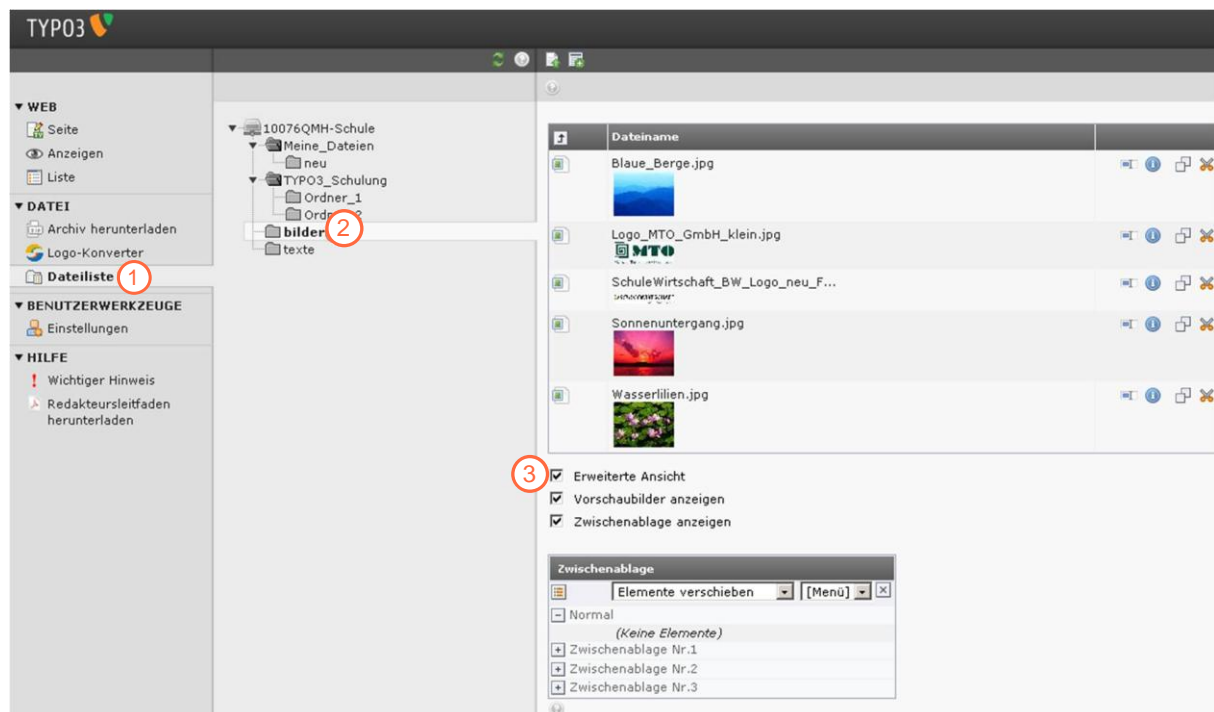 TYPO3
WEB
Seite
Anzeigen
Liste
DATEI
Archiv herunterladen
Logo-Konverter
Dateiliste
1
BENUTZERWERKZEUGE
Einstellungen
HILFE
Wichtiger Hinweis
Redakteursleitfaden
herunterladen
10076QMH-Schule
Meine_Dateien
neu
TYPO3_Schulung
Ordner_1
bilder
2
texte
Dateiname
Blaue_Berge.jpg
Logo_MTO_GmbH_klein.jpg
MTO
SchuleWirtschaft_BW_Logo_neu_F...
Sonnenuntergang.jpg
Wasserlilien.jpg
3
Erweiterte Ansicht
Vorschaubilder anzeigen
Zwischenablage anzeigen
Zwischenablage
Elemente verschieben [Menü]
Normal
(Keine Elemente)
Zwischenablage Nr.1
Zwischenablage Nr.2
Zwischenablage Nr.3